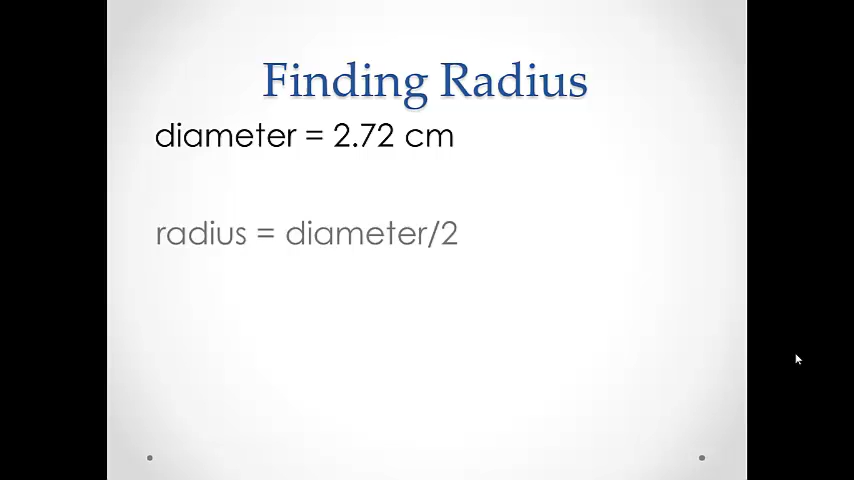 Finding Radius
diameter = 2.72 cm
radius = diameter/2